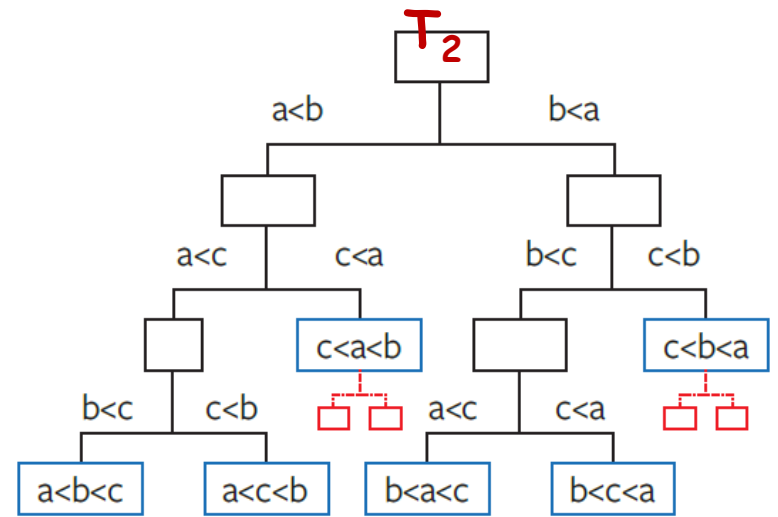 T2
a<b b<a
a<c c<a b<c c<b
c<a<b c<b<a
b<c c<b a<c c<a
a<b<c a<c<b b<a<c b<c<a